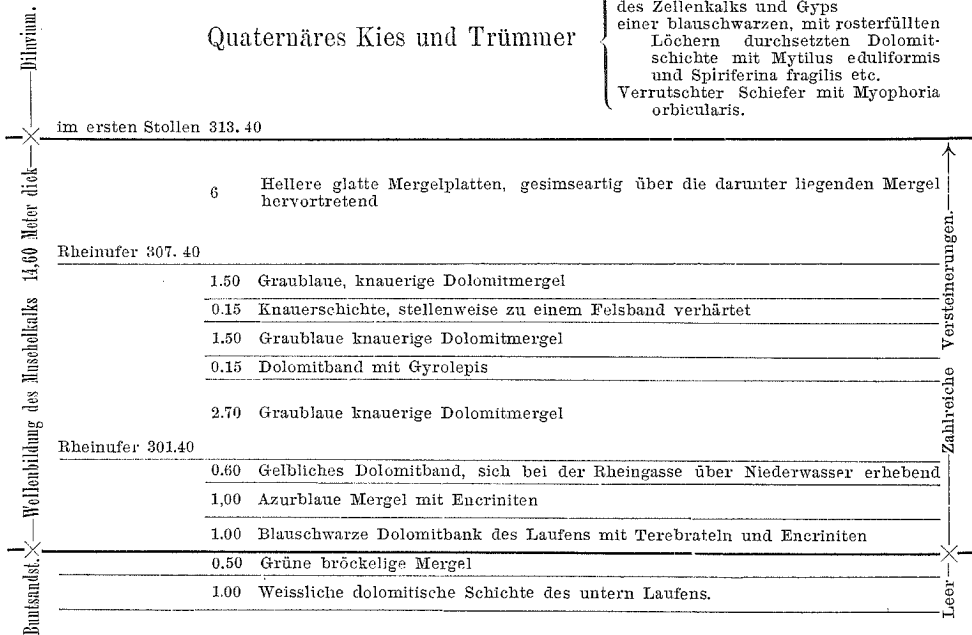 des Zellenkalks und Gyps
einer blauschwarzen, mit rosterfüllten
Löchern durchsetzten Dolomit-
schichte mit Mytilus eduliformis
und Spiriferina fragilis etc.
Verrutschter Schiefer mit Myophoria
orbicularis.
Quaternäres Kies und Trümmer
Diluvium.
im ersten Stollen 313.40
6 Hellere glatte Mergelplatten, gesimseartig über die darunter liegenden Mergel
hervortretend
Rheinufer 307.40
1.50 Graublaue, knauerige Dolomitmergel
0.15 Knauerschichte, stellenweise zu einem Felsband verhärtet
1.50 Graublaue knauerige Dolomitmergel
0.15 Dolomitband mit Gyrolepis
2.70 Graublaue knauerige Dolomitmergel
Rheinufer 301.40
0.60 Gelbliches Dolomitband, sich bei der Rheingasse über Niederwasser erhebend
1,00 Azurblaue Mergel mit Encriniten
1.00 Blauschwarze Dolomitbank des Laufens mit Terebrateln und Encriniten
0.50 Grüne bröckelige Mergel
1.00 Weissliche dolomitische Schichte des untern Laufens.
Wellenbildung des Muschelkalks 14,60 Meter dick
Buntsandst.
Zahlreiche Versteinerungen.
Leer